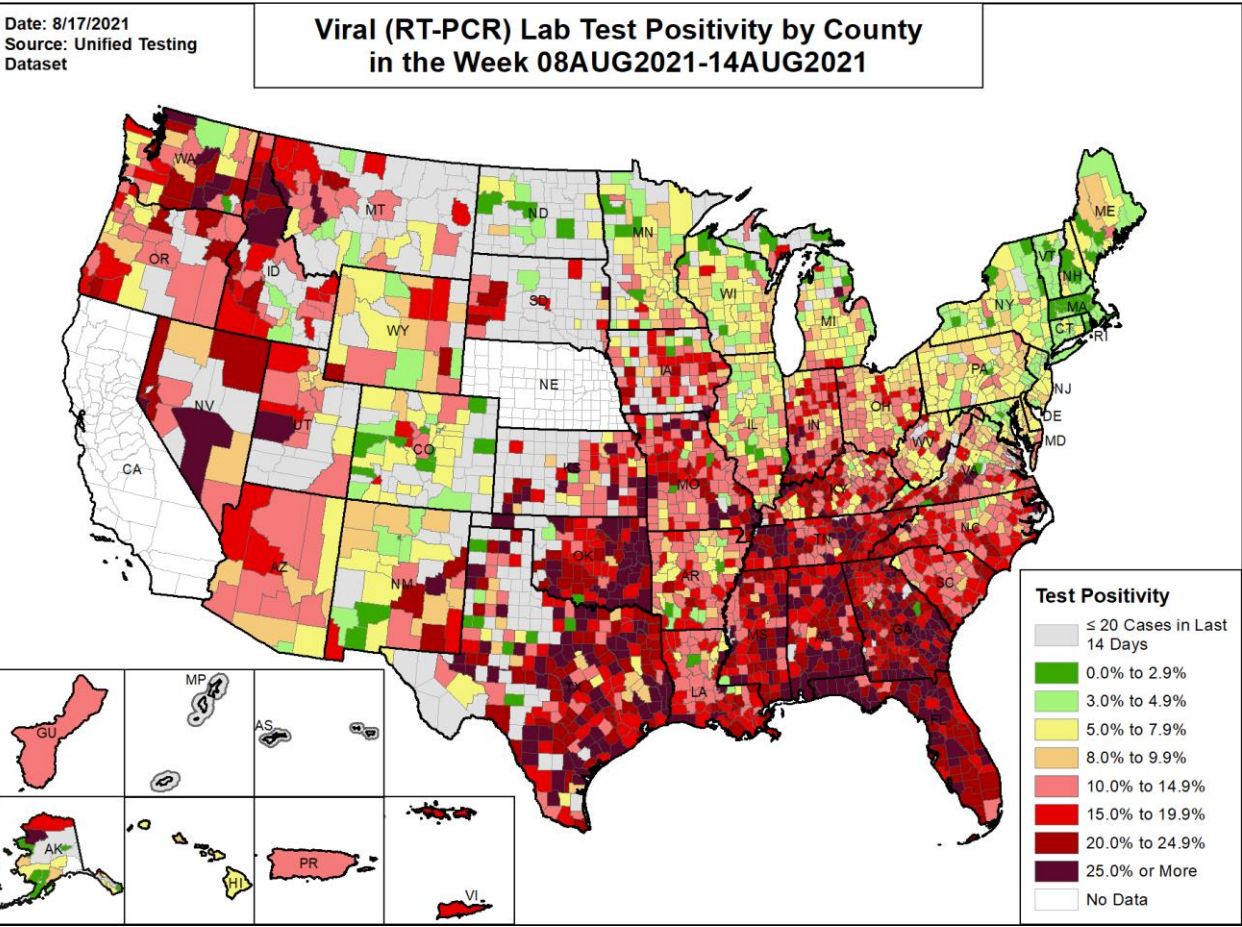 Date: 8/17/2021
Source: Unified Testing
Dataset
Viral (RT-PCR) Lab Test Positivity by County
in the Week 08AUG2021-14AUG2021
WA
MT
ND
MN
ME
OR
ID
SD
WI
MI
VT
NH
NY
MA
CT
RI
WY
IA
NE
PA
NJ
NV
UT
CO
KS
IL
IN
OH
DE
MD
WV
VA
CA
MO
KY
AZ
NM
OK
AR
TN
NC
SC
MS
AL
GA
TX
LA
FL
MP
GU
AS
AK
HI
PR
VI
Test Positivity
≤ 20 Cases in Last
14 Days
0.0% to 2.9%
3.0% to 4.9%
5.0% to 7.9%
8.0% to 9.9%
10.0% to 14.9%
15.0% to 19.9%
20.0% to 24.9%
25.0% or More
No Data